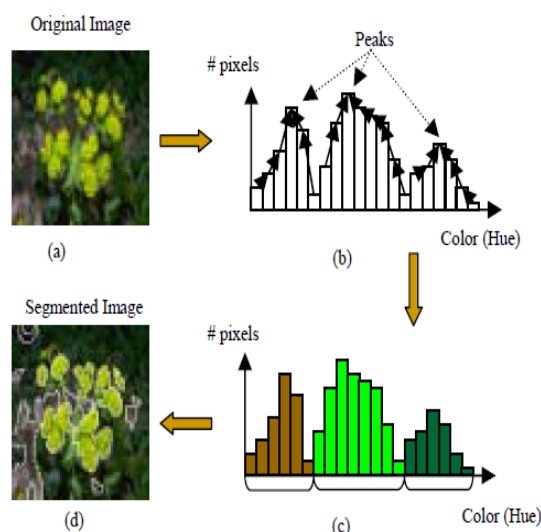 Original Image
Peaks
# pixels
Color (Hue)
(a)
(b)
Segmented Image
# pixels
Color (Hue)
(d)
(c)